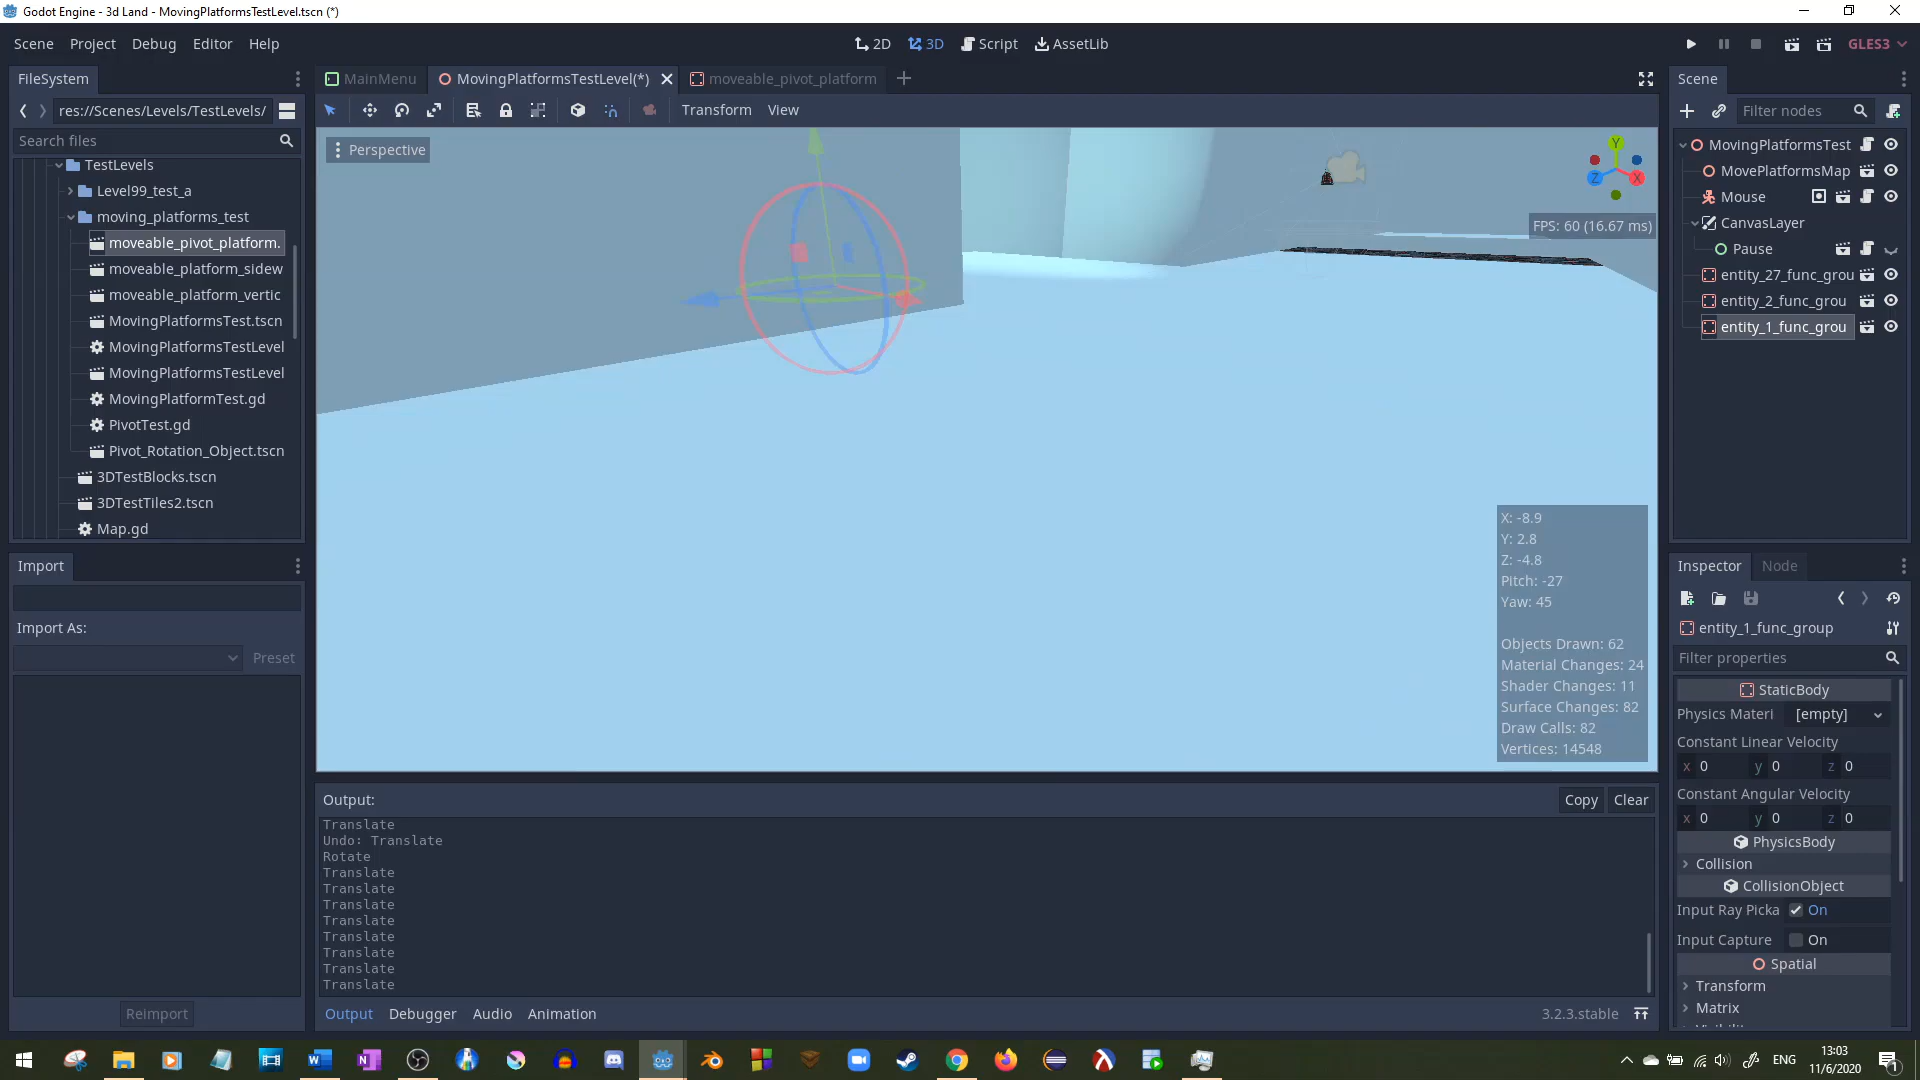 Godot Engine - 3d Land - MovingPlatformsTestLevel.tscn (*)
Scene Project Debug Editor Help
2D 3D Script AssetLib
GLES3
FileSystem
res://Scenes/Levels/TestLevels/
Search files
TestLevels
Level99_test_a
moving_platforms_test
moveable_pivot_platform.
moveable_platform_sidew
moveable_platform_vertic
MovingPlatformsTest.tscn
MovingPlatformsTestLevel
MovingPlatformsTestLevel
MovingPlatformTest.gd
PivotTest.gd
Pivot_Rotation_Object.tscn
3DTestBlocks.tscn
3DTestTiles2.tscn
Map.gd
Import
Import As:
Preset
Reimport
MainMenu MovingPlatformsTestLevel(*) moveable_pivot_platform
Transform View
Perspective
Y
Z
X
FPS: 60 (16.67 ms)
X: -8.9
Y: 2.8
Z: -4.8
Pitch: -27
Yaw: 45
Objects Drawn: 62
Material Changes: 24
Shader Changes: 11
Surface Changes: 82
Draw Calls: 82
Vertices: 14548
Output:
Copy Clear
Translate
Undo: Translate
Rotate
Translate
Translate
Translate
Translate
Translate
Translate
Translate
Translate
Output Debugger Audio Animation
3.2.3.stable
Scene
Filter nodes
MovingPlatformsTest
MovePlatformsMap
Mouse
CanvasLayer
Pause
entity_27_func_grou
entity_2_func_grou
entity_1_func_grou
Inspector Node
entity_1_func_group
Filter properties
StaticBody
Physics Materi [empty]
Constant Linear Velocity
x 0 y 0 z 0
Constant Angular Velocity
x 0 y 0 z 0
PhysicsBody
Collision
CollisionObject
Input Ray Picka On
Input Capture On
Spatial
Transform
Matrix
ENG
13:03
11/6/2020
1